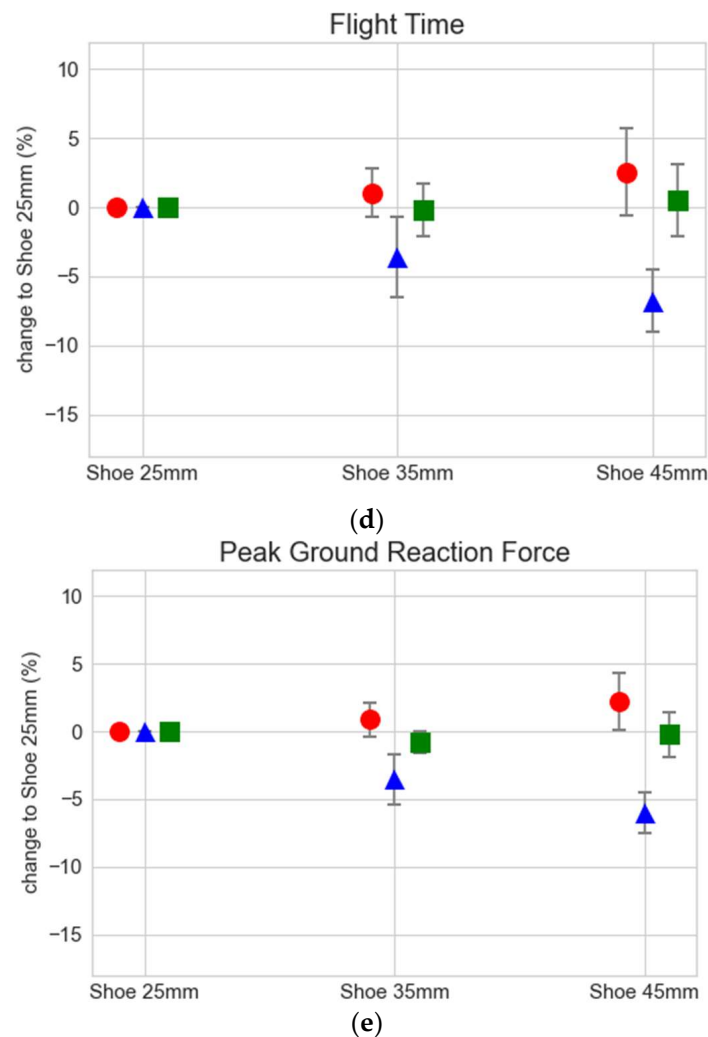 Flight Time
10
5
0
−5
−10
−15
change to Shoe 25mm (%)
Shoe 25mm Shoe 35mm Shoe 45mm
(d)
Peak Ground Reaction Force
10
5
0
−5
−10
−15
change to Shoe 25mm (%)
Shoe 25mm Shoe 35mm Shoe 45mm
(e)